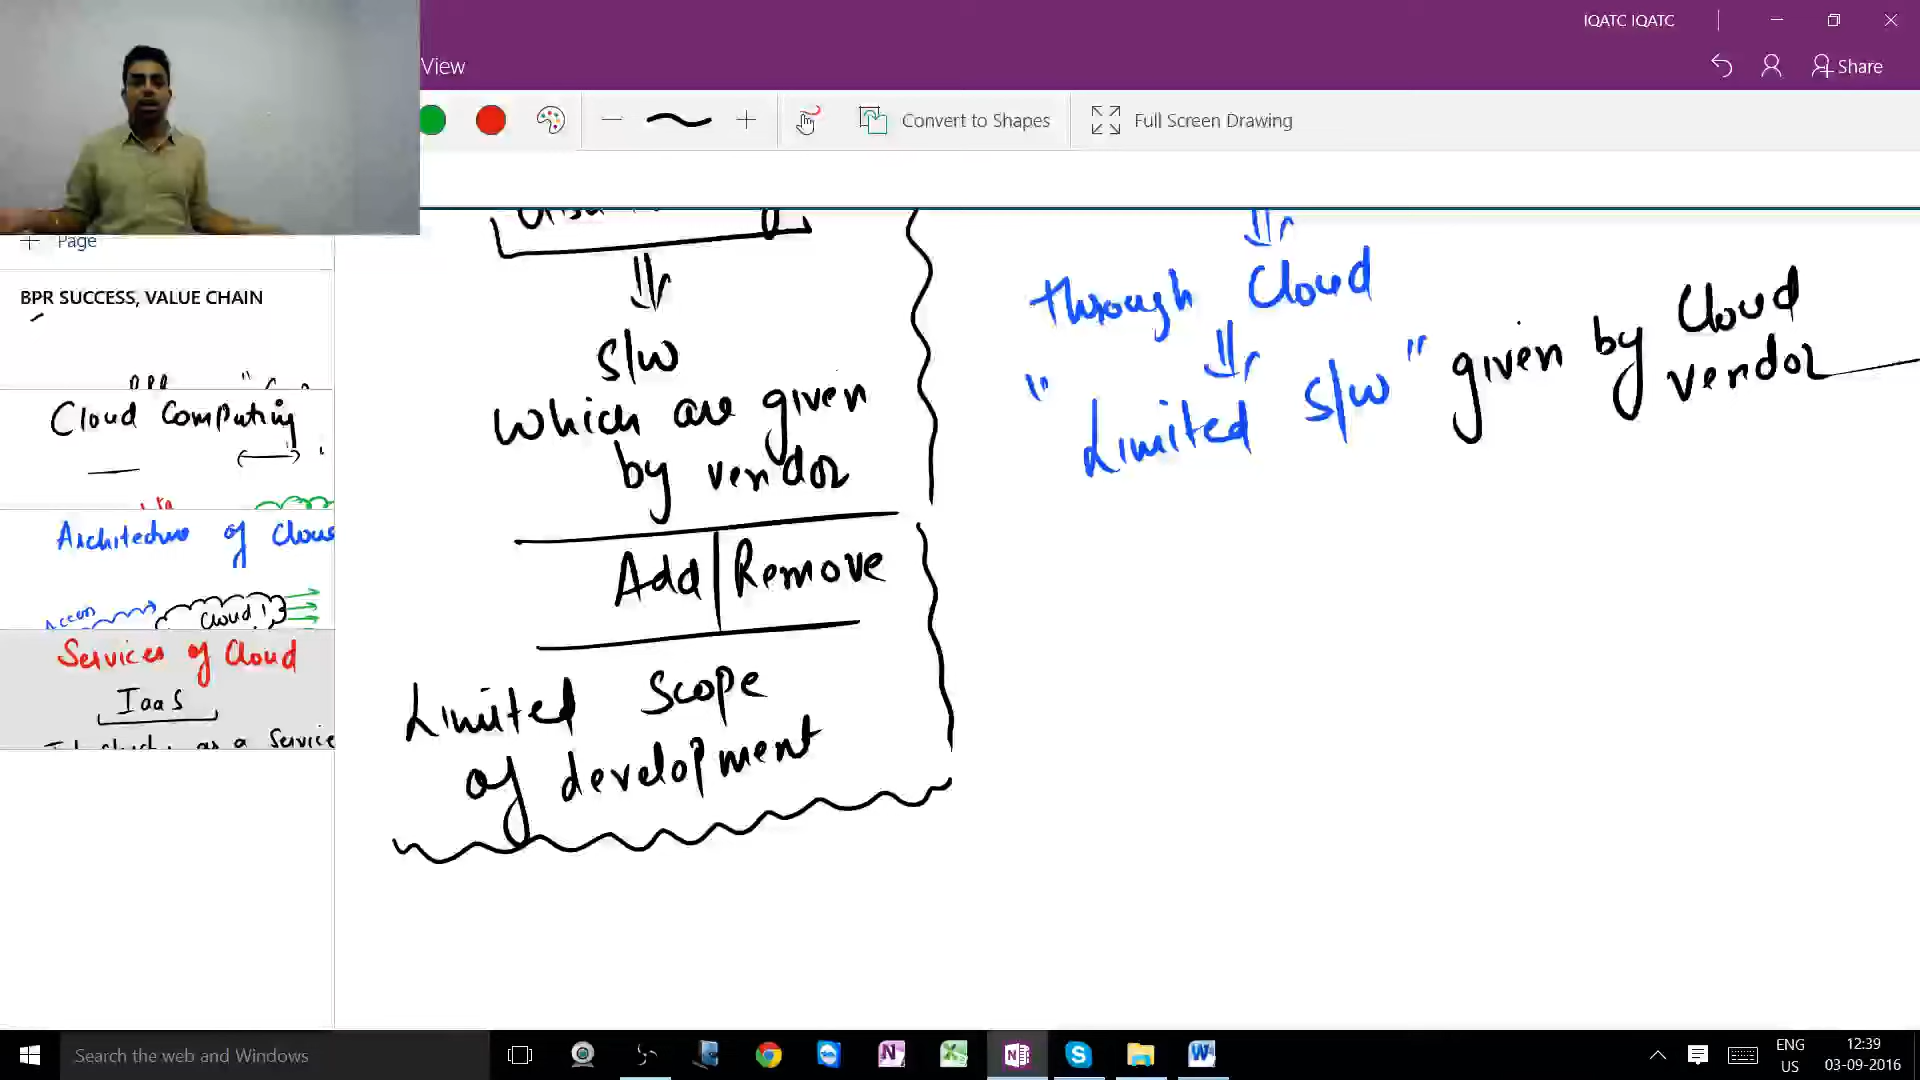 IQATC IQATC
View
Share
Convert to Shapes
Full Screen Drawing
+ Page
BPR SUCCESS, VALUE CHAIN
Cloud Computing
Architecture of
Access
Cloud
Services of Cloud
IaaS
as a Service
S/W
which are given
by vendor
Add Remove
Limited Scope
of development
through Cloud
"Limited S/W" given by Cloud
vendor
Search the web and Windows
ENG
US
12:39
03-09-2016